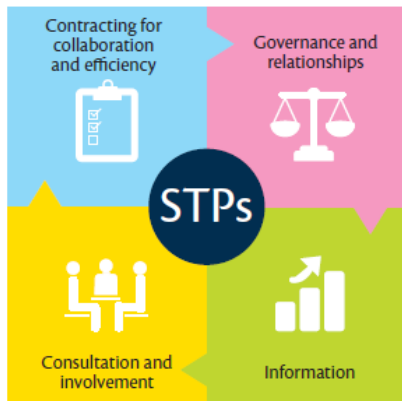 Contracting for
collaboration
and efficiency
Governance and
relationships
STPs
Consultation and
involvement
Information